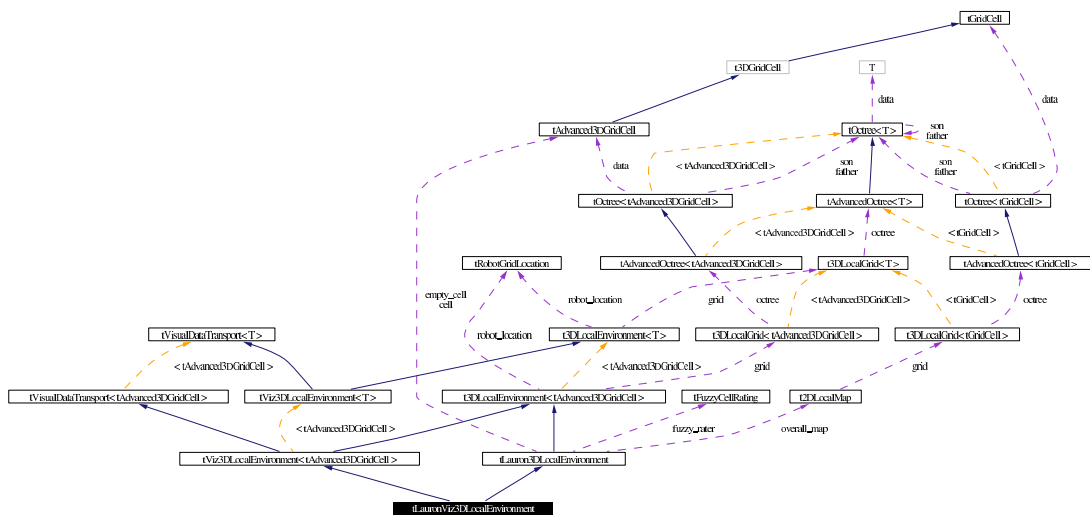 tGridCell
t3DGridCell
T
data
data
tAdvanced3DGridCell
tOctree< T >
son
father
data
< tAdvanced3DGridCell >
son
father
son
father
< tGridCell >
tOctree< tAdvanced3DGridCell >
tAdvancedOctree< T >
tOctree< tGridCell >
< tAdvanced3DGridCell >
octree
< tGridCell >
tRobotGridLocation
tAdvancedOctree< tAdvanced3DGridCell >
t3DLocalGrid< T >
tAdvancedOctree< tGridCell >
empty_cell
cell
robot_location
grid
octree
< tAdvanced3DGridCell >
< tGridCell >
octree
tVisualDataTransport< T >
robot_location
t3DLocalEnvironment< T >
t3DLocalGrid< tAdvanced3DGridCell >
t3DLocalGrid< tGridCell >
< tAdvanced3DGridCell >
< tAdvanced3DGridCell >
grid
grid
tVisualDataTransport< tAdvanced3DGridCell >
tViz3DLocalEnvironment< T >
t3DLocalEnvironment< tAdvanced3DGridCell >
tFuzzyCellRating
t2DLocalMap
< tAdvanced3DGridCell >
fuzzy_rater
overall_map
tViz3DLocalEnvironment< tAdvanced3DGridCell >
tLauron3DLocalEnvironment
tLauronViz3DLocalEnvironment